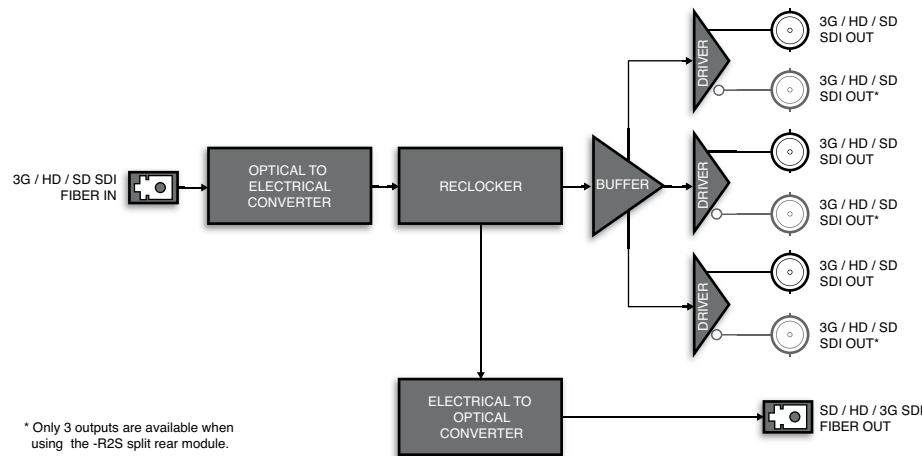 3G / HD / SD SDI
FIBER IN
OPTICAL TO
ELECTRICAL
CONVERTER
RECLOCKER
BUFFER
DRIVER
3G / HD / SD
SDI OUT
3G / HD / SD
SDI OUT*
DRIVER
3G / HD / SD
SDI OUT
3G / HD / SD
SDI OUT*
DRIVER
3G / HD / SD
SDI OUT
3G / HD / SD
SDI OUT*
ELECTRICAL TO
OPTICAL
CONVERTER
SD / HD / 3G SDI
FIBER OUT
* Only 3 outputs are available when
using the -R2S split rear module.